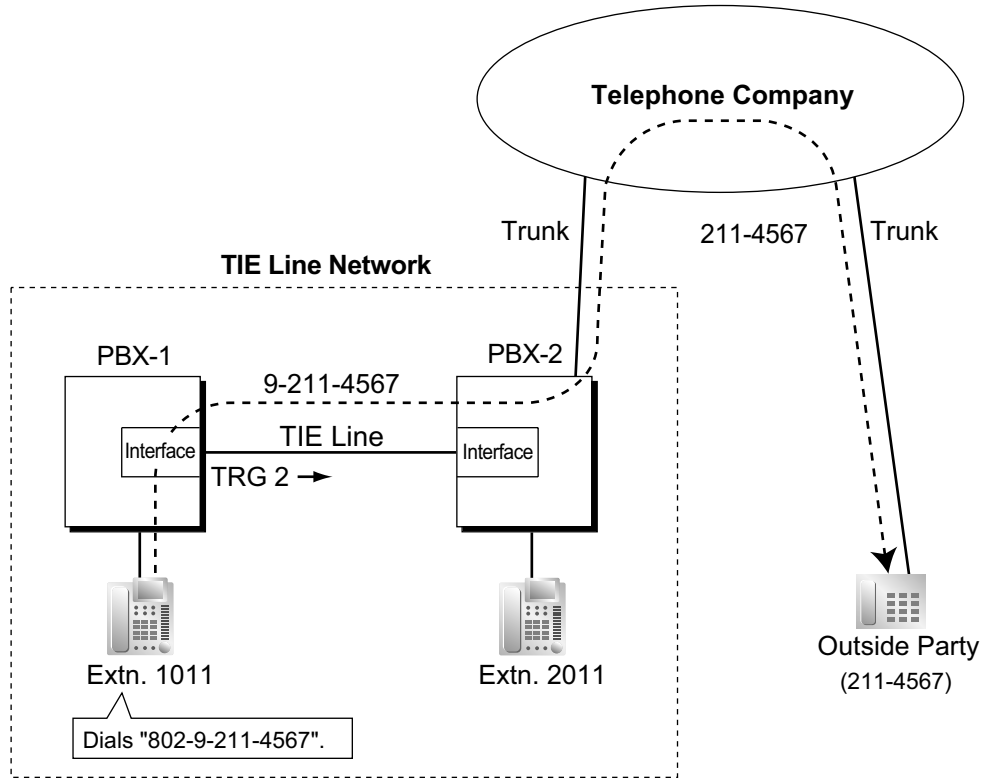 Telephone Company
Trunk
211-4567
Trunk
TIE Line Network
PBX-1
PBX-2
9-211-4567
Interface
TIE Line
Interface
TRG 2 →
Extn. 1011
Extn. 2011
Outside Party
(211-4567)
Dials "802-9-211-4567".